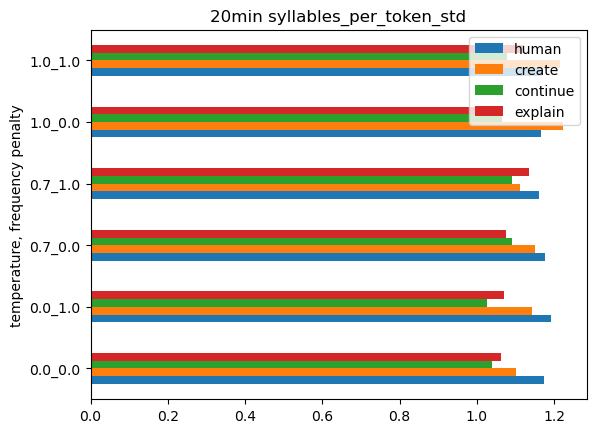 20min syllables_per_token_std
human
create
continue
explain
temperature, frequency penalty
1.0_1.0
1.0_0.0
0.7_1.0
0.7_0.0
0.0_1.0
0.0_0.0
0.0 0.2 0.4 0.6 0.8 1.0 1.2